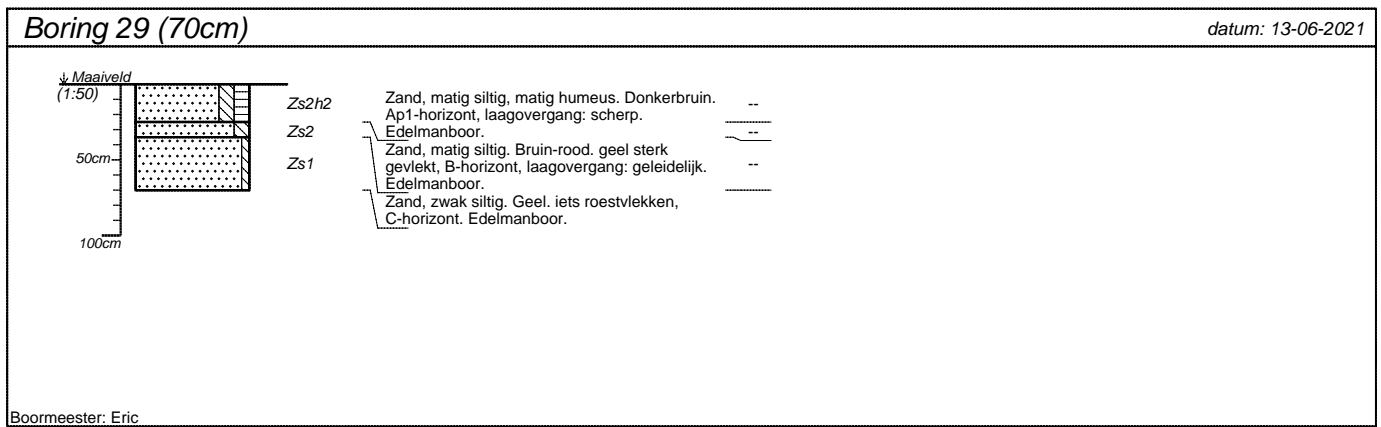 Boring 29 (70cm)
datum: 13-06-2021
Maaiveld
(1:50)
50cm
100cm
Zs2h2
Zs2
Zs1
Zand, matig siltig, matig humeus. Donkerbruin.
Ap1-horizont, laagovergang: scherp.
Edelmanboor.
Zand, matig siltig. Bruin-rood. geel sterk
gevlekt, B-horizont, laagovergang: geleidelijk.
Edelmanboor.
Zand, zwak siltig. Geel. iets roestvlekken,
C-horizont. Edelmanboor.
--
--
--
Boormeester: Eric